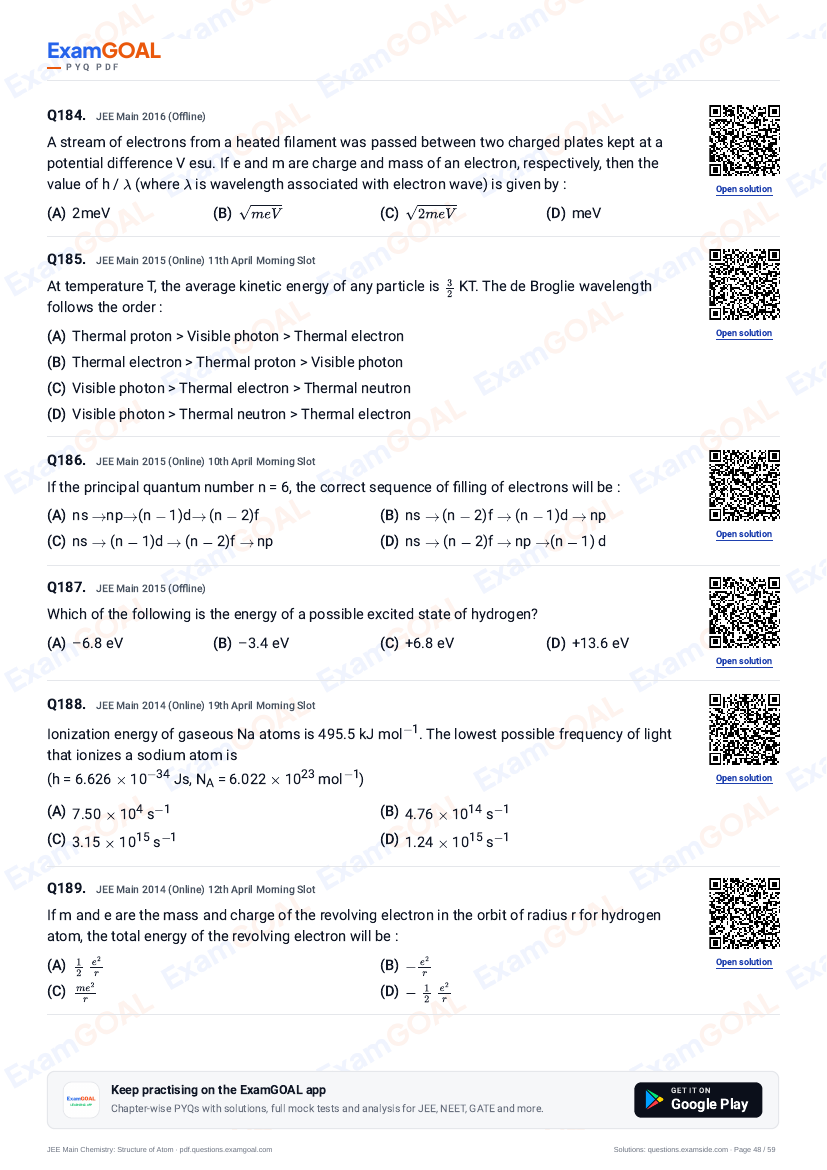 ExamGOAL
PYQ PDF
Q184. JEE Main 2016 (Offline)
A stream of electrons from a heated filament was passed between two charged plates kept at a
potential difference V esu. If e and m are charge and mass of an electron, respectively, then the
value of h / λ (where λ is wavelength associated with electron wave) is given by :
(A) 2meV (B) √meV (C) √2meV (D) meV
Open solution
Q185. JEE Main 2015 (Online) 11th April Morning Slot
At temperature T, the average kinetic energy of any particle is 3/2 KT. The de Broglie wavelength
follows the order :
(A) Thermal proton > Visible photon > Thermal electron
(B) Thermal electron > Thermal proton > Visible photon
(C) Visible photon > Thermal electron > Thermal neutron
(D) Visible photon > Thermal neutron > Thermal electron
Open solution
Q186. JEE Main 2015 (Online) 10th April Morning Slot
If the principal quantum number n = 6, the correct sequence of filling of electrons will be :
(A) ns →np→(n − 1)d→ (n − 2)f (B) ns → (n − 2)f → (n − 1)d → np
(C) ns → (n − 1)d → (n − 2)f → np (D) ns → (n − 2)f → np →(n − 1) d
Open solution
Q187. JEE Main 2015 (Offline)
Which of the following is the energy of a possible excited state of hydrogen?
(A) −6.8 eV (B) −3.4 eV (C) +6.8 eV (D) +13.6 eV
Open solution
Q188. JEE Main 2014 (Online) 19th April Morning Slot
Ionization energy of gaseous Na atoms is 495.5 kJ mol⁻¹. The lowest possible frequency of light
that ionizes a sodium atom is
(h = 6.626 × 10⁻³⁴ Js, N_A = 6.022 × 10²³ mol⁻¹)
(A) 7.50 × 10⁴ s⁻¹ (B) 4.76 × 10¹⁴ s⁻¹
(C) 3.15 × 10¹⁵ s⁻¹ (D) 1.24 × 10¹⁵ s⁻¹
Open solution
Q189. JEE Main 2014 (Online) 12th April Morning Slot
If m and e are the mass and charge of the revolving electron in the orbit of radius r for hydrogen
atom, the total energy of the revolving electron will be :
(A) 1/2 e²/r (B) −e²/r
(C) me²/r (D) − 1/2 e²/r
Open solution
Keep practising on the ExamGOAL app
Chapter-wise PYQs with solutions, full mock tests and analysis for JEE, NEET, GATE and more.
ExamGOAL
GET IT ON
Google Play
JEE Main Chemistry: Structure of Atom · pdf.questions.examgoal.com Solutions: questions.examside.com · Page 48 / 59